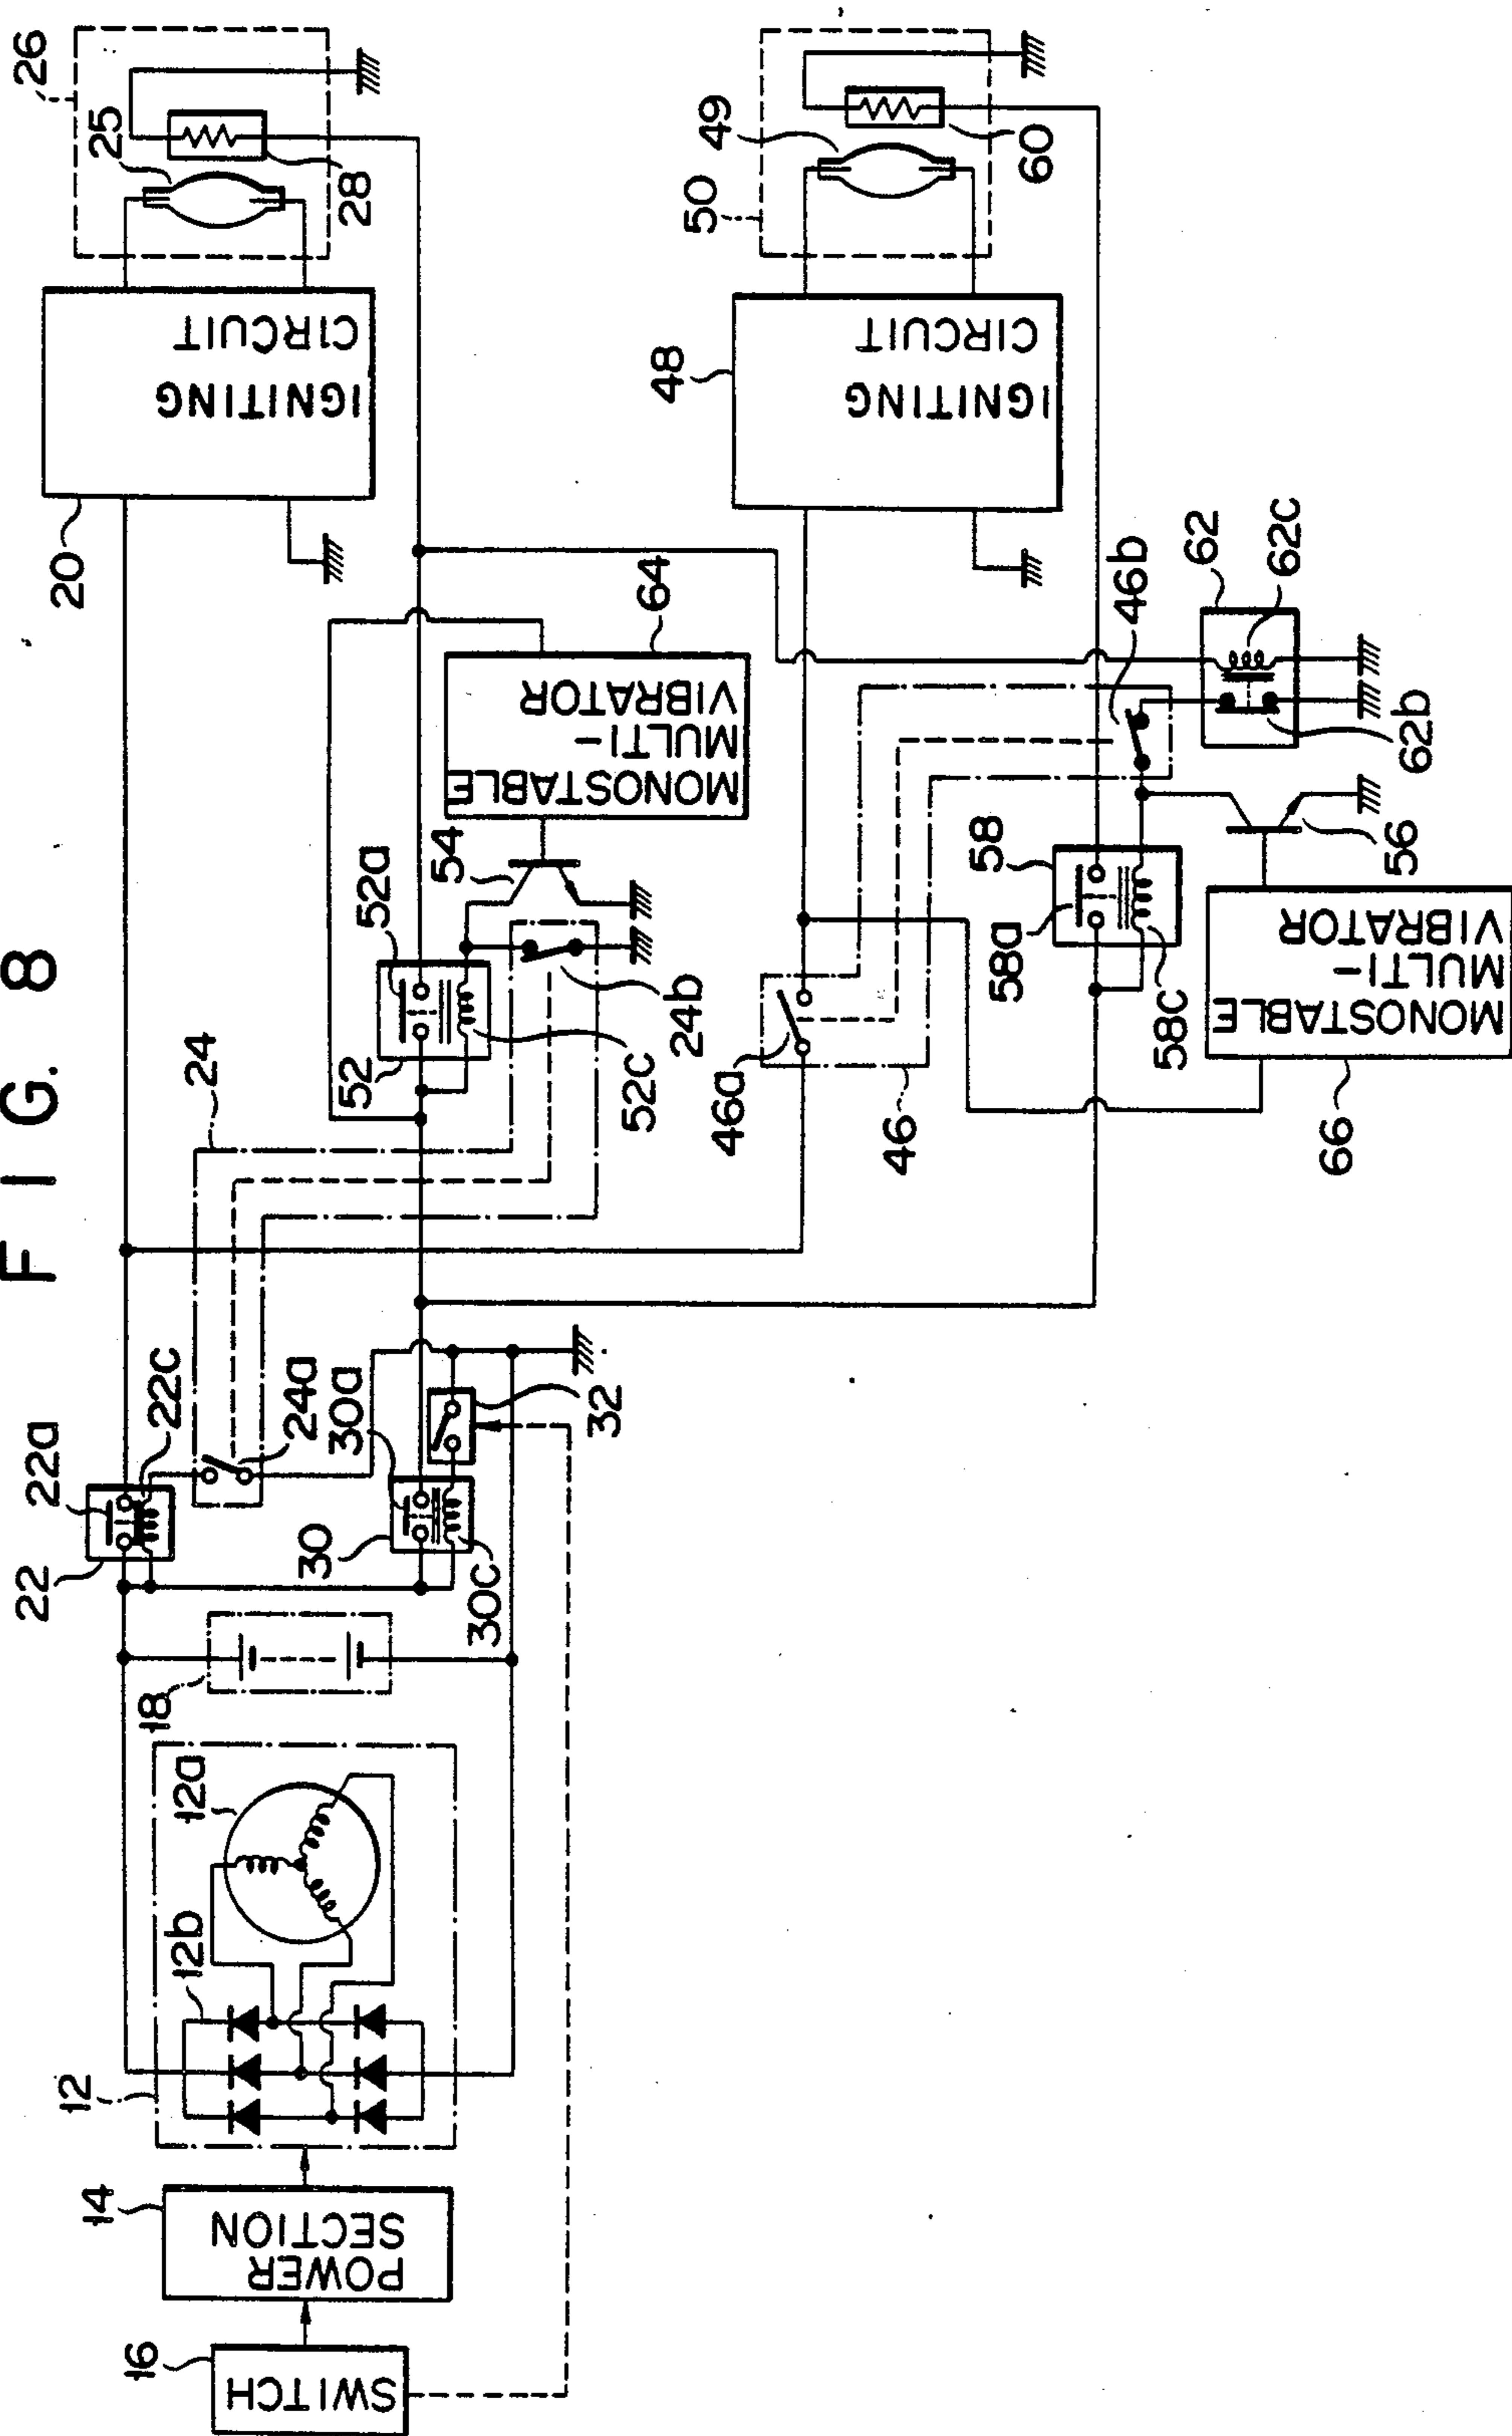 FIG. 8
16
SWITCH
14
POWER
SECTION
12
12b
12a
18
22
22a
22c
24a
24
30
30a
30c
32
52
52a
52c
24b
54
MONOSTABLE
MULTI-
VIBRATOR
64
20
IGNITING
CIRCUIT
25
26
28
46a
46
46b
48
IGNITING
CIRCUIT
49
50
60
58
58a
58c
56
MONOSTABLE
MULTI-
VIBRATOR
66
62
62c
62b